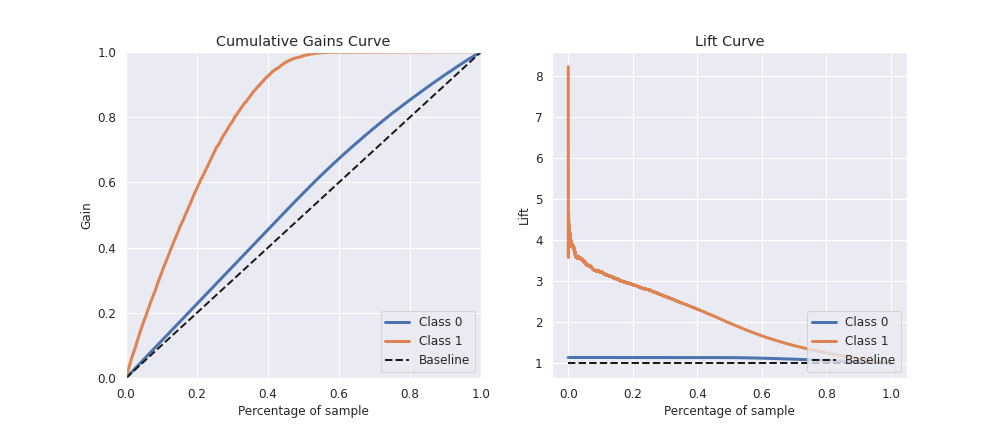 Cumulative Gains Curve
Gain
1.0
0.8
0.6
0.4
0.2
0.0
0.0 0.2 0.4 0.6 0.8 1.0
Percentage of sample
Class 0
Class 1
Baseline
Lift Curve
Lift
8
7
6
5
4
3
2
1
0.0 0.2 0.4 0.6 0.8 1.0
Percentage of sample
Class 0
Class 1
Baseline